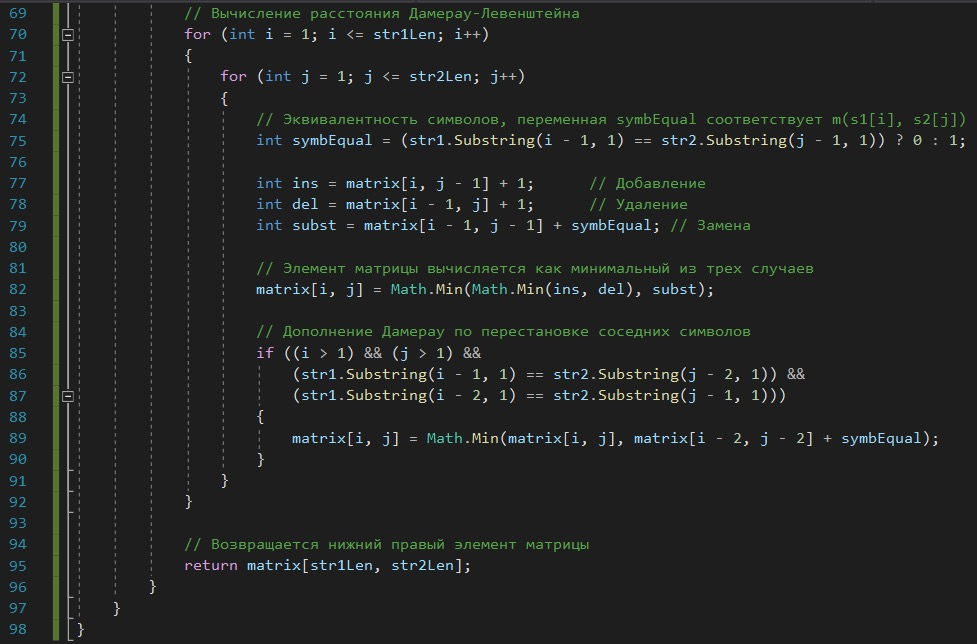 69 // Вычисление расстояния Дамерау-Левенштейна
70 for (int i = 1; i <= str1Len; i++)
71 {
72 for (int j = 1; j <= str2Len; j++)
73 {
74 // Эквивалентность символов, переменная symbEqual соответствует m(s1[i], s2[j])
75 int symbEqual = (str1.Substring(i - 1, 1) == str2.Substring(j - 1, 1)) ? 0 : 1;
76
77 int ins = matrix[i, j - 1] + 1; // Добавление
78 int del = matrix[i - 1, j] + 1; // Удаление
79 int subst = matrix[i - 1, j - 1] + symbEqual; // Замена
80
81 // Элемент матрицы вычисляется как минимальный из трех случаев
82 matrix[i, j] = Math.Min(Math.Min(ins, del), subst);
83
84 // Дополнение Дамерау по перестановке соседних символов
85 if ((i > 1) && (j > 1) &&
86 (str1.Substring(i - 1, 1) == str2.Substring(j - 2, 1)) &&
87 (str1.Substring(i - 2, 1) == str2.Substring(j - 1, 1)))
88 {
89 matrix[i, j] = Math.Min(matrix[i, j], matrix[i - 2, j - 2] + symbEqual);
90 }
91 }
92 }
93
94 // Возвращается нижний правый элемент матрицы
95 return matrix[str1Len, str2Len];
96 }
97 }
98 }